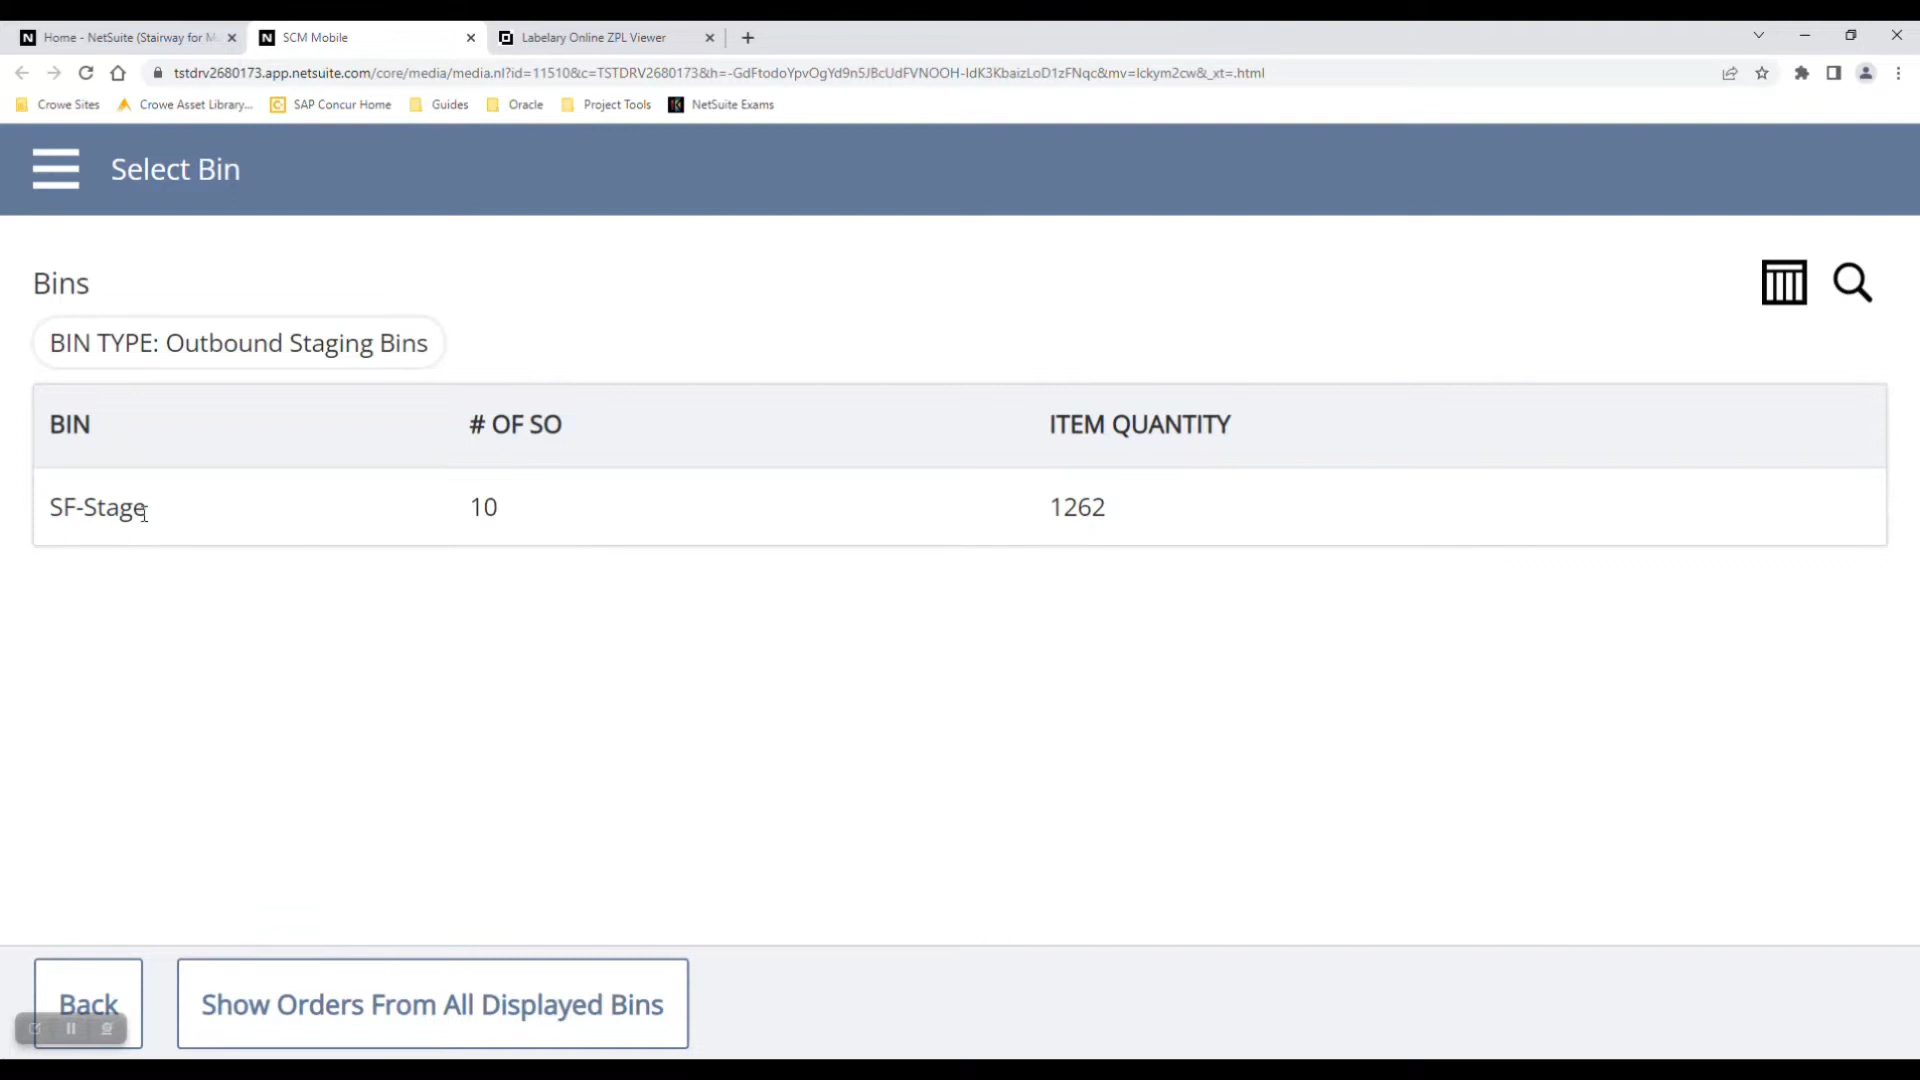 Home - NetSuite (Stairway for M
SCM Mobile
Labelary Online ZPL Viewer
tstdrv2680173.app.netsuite.com/core/media/media.nl?id=11510&c=TSTDRV2680173&h=-GdFtodoYpvOgYd9n5JBcUdFVNOOH-IdK3KbaizLoD1zFNqc&mv=lckym2cw&_xt=.html
Crowe Sites
Crowe Asset Library...
SAP Concur Home
Guides
Oracle
Project Tools
NetSuite Exams
Select Bin
Bins
BIN TYPE: Outbound Staging Bins
BIN # OF SO ITEM QUANTITY
SF-Stage 10 1262
Back
Show Orders From All Displayed Bins